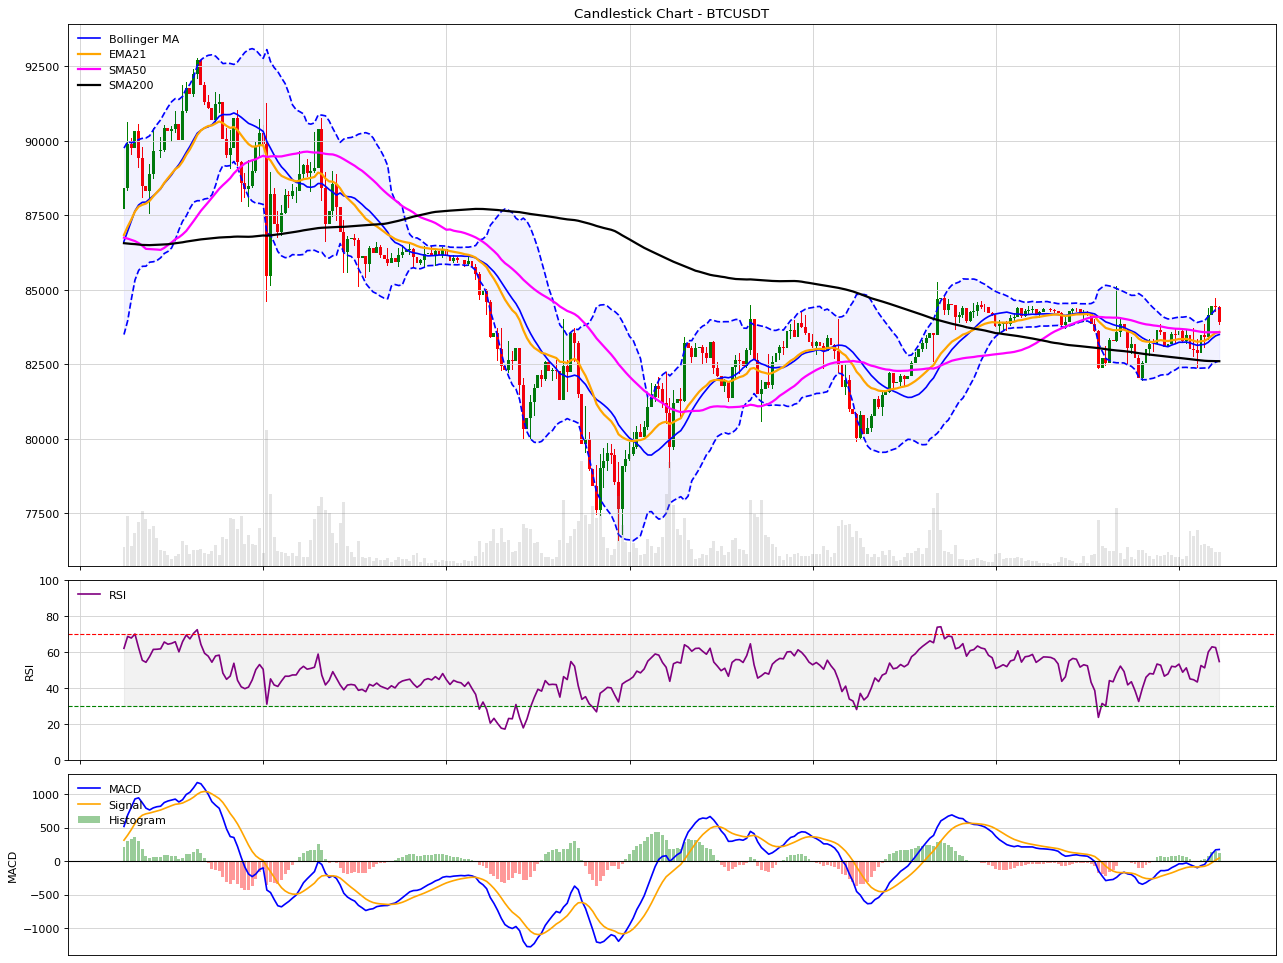 Candlestick Chart - BTCUSDT
Bollinger MA
EMA21
SMA50
SMA200
92500
90000
87500
85000
82500
80000
77500
RSI
100
80
60
40
20
0
RSI
MACD
Signal
Histogram
1000
500
0
−500
−1000
MACD